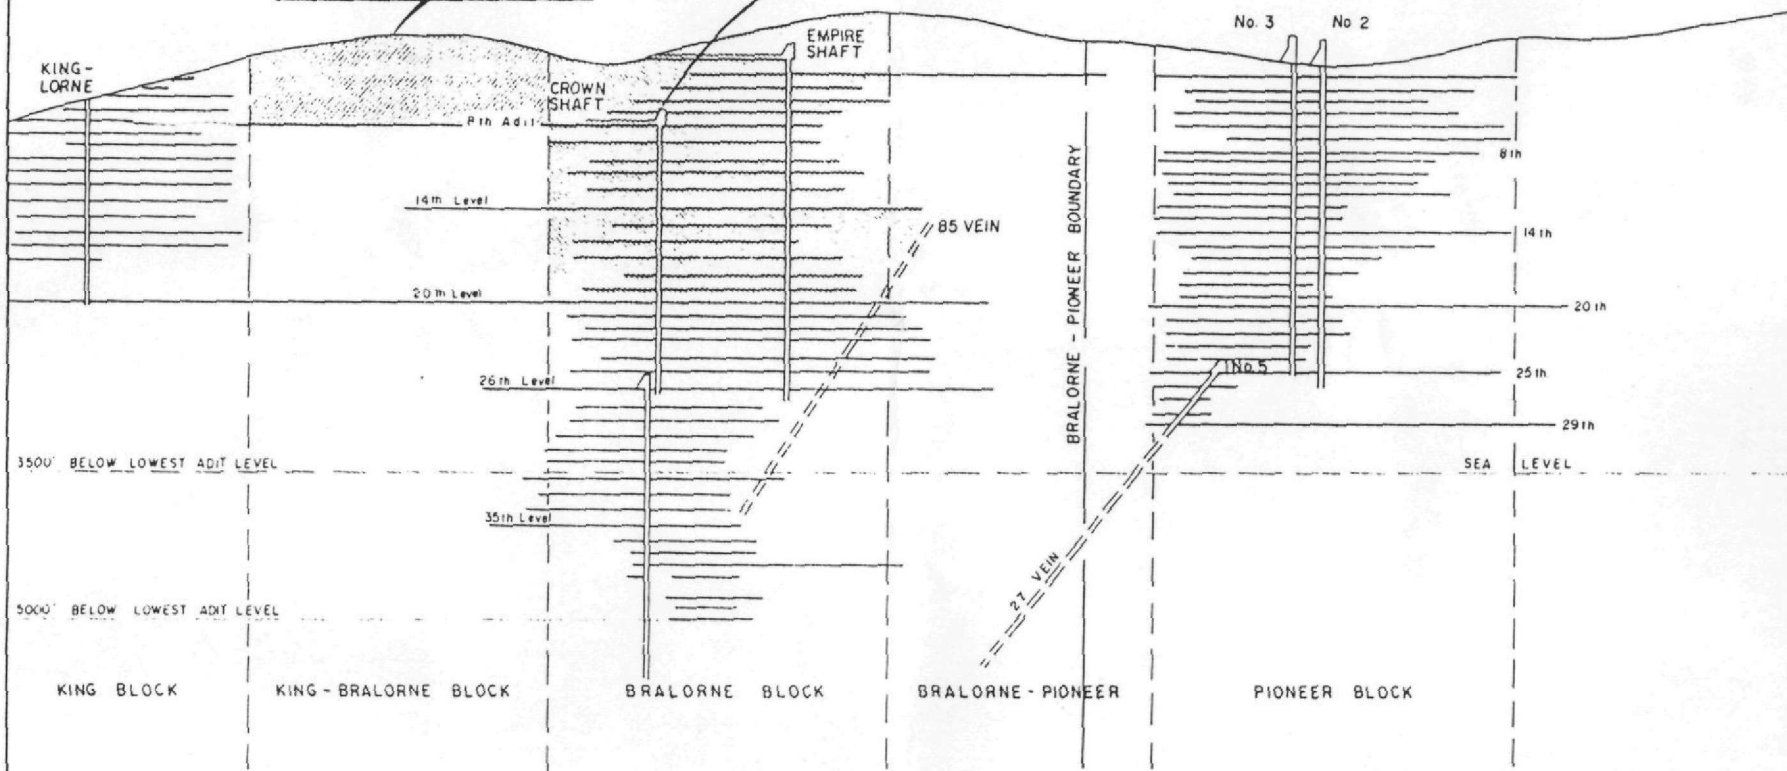 No. 3
No 2
EMPIRE
SHAFT
KING-
LORNE
CROWN
SHAFT
8th Adit
8th
14th Level
85 VEIN
14th
BRALORNE - PIONEER BOUNDARY
20th Level
20th
26th Level
No.5
25th
29th
3500' BELOW LOWEST ADIT LEVEL
SEA LEVEL
35th Level
27 VEIN
5000' BELOW LOWEST ADIT LEVEL
KING BLOCK
KING-BRALORNE BLOCK
BRALORNE BLOCK
BRALORNE-PIONEER
PIONEER BLOCK